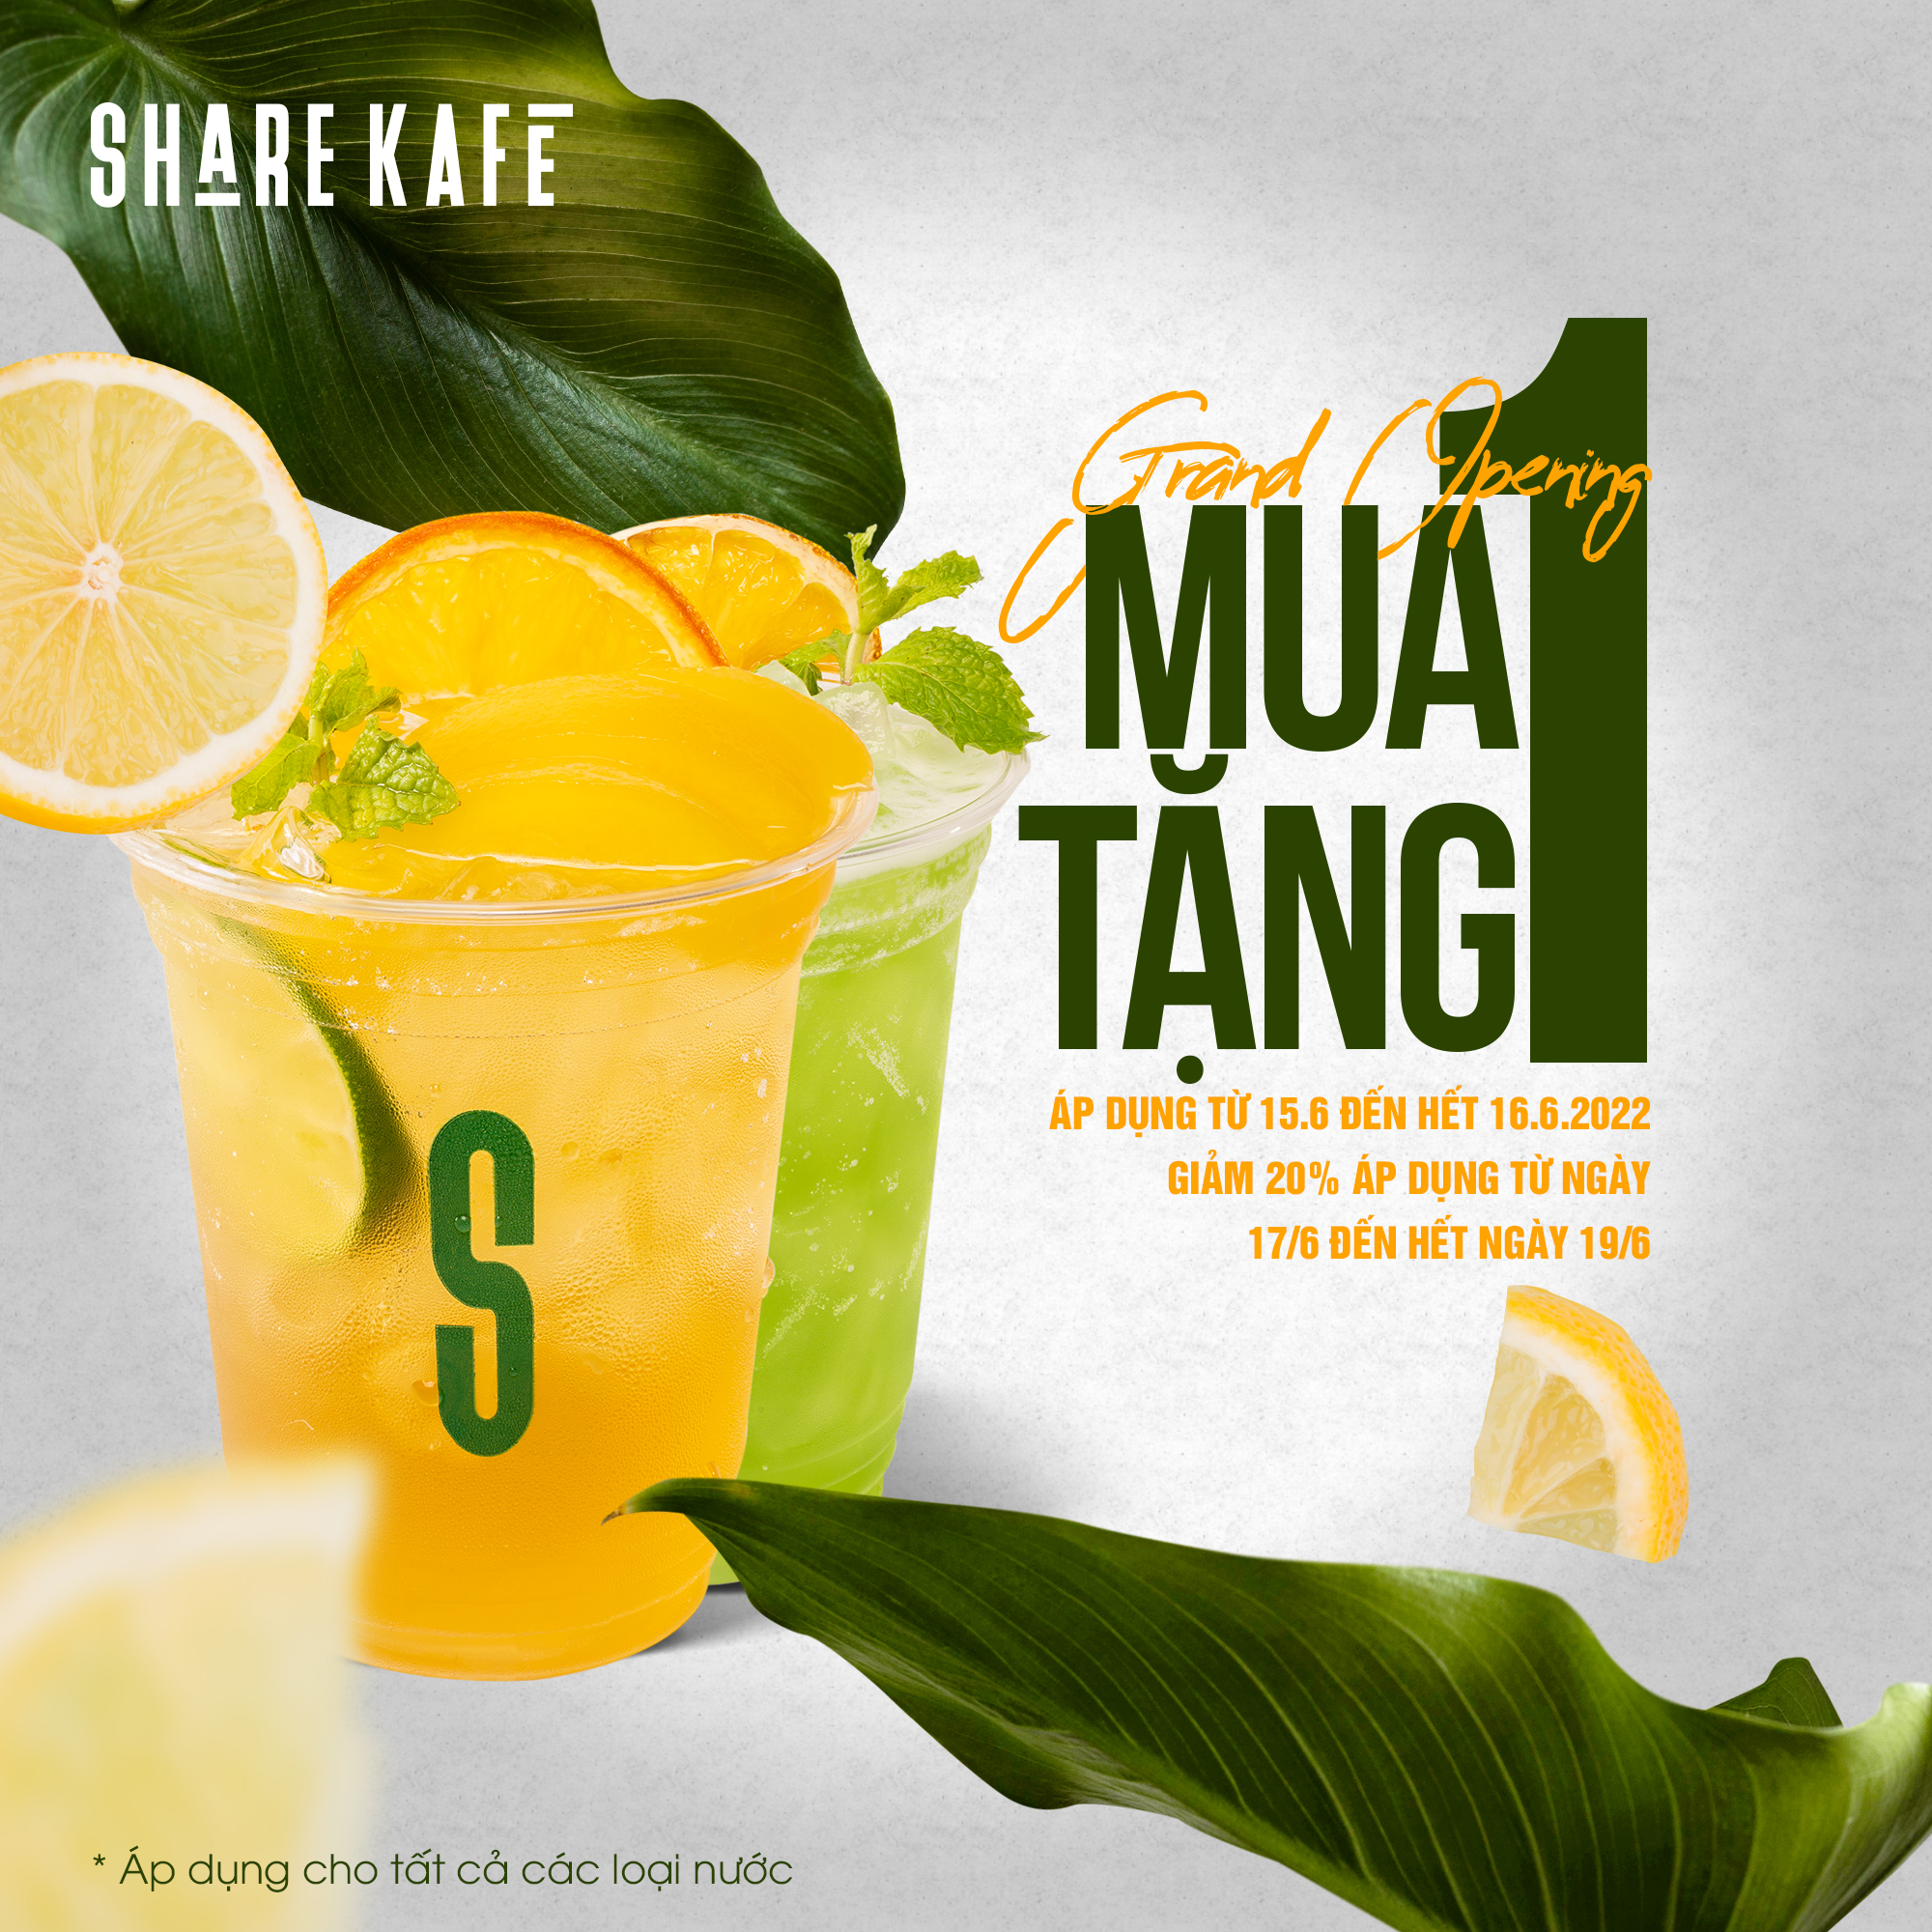 SHARE KAFE
Grand Opening
MUA 1
TẶNG
ÁP DỤNG TỪ 15.6 ĐẾN HẾT 16.6.2022
GIẢM 20% ÁP DỤNG TỪ NGÀY
17/6 ĐẾN HẾT NGÀY 19/6
S
* Áp dụng cho tất cả các loại nước